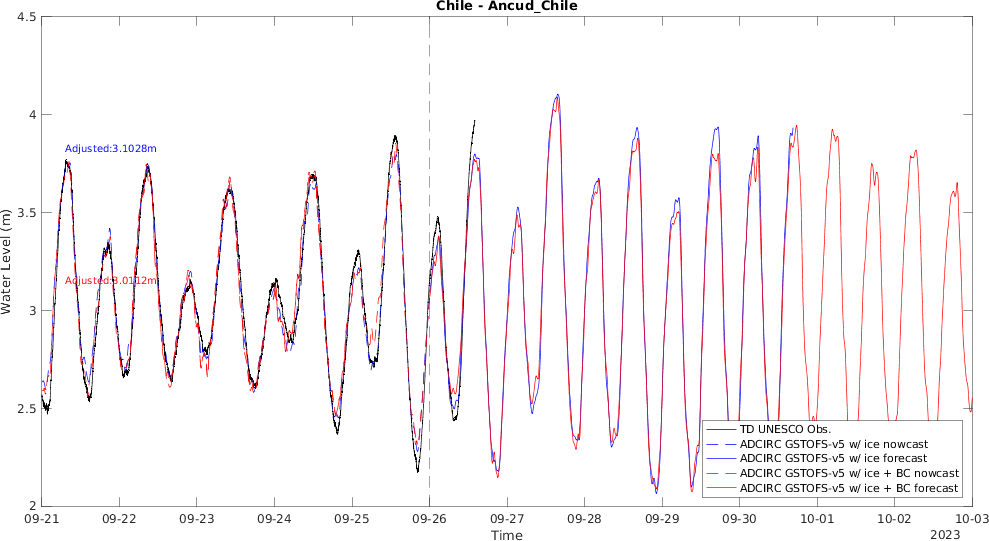 Chile - Ancud_Chile
4.5
4
3.5
3
2.5
2
Water Level (m)
Adjusted:3.1028m
Adjusted:3.0112m
TD UNESCO Obs.
ADCIRC GSTOFS-v5 w/ ice nowcast
ADCIRC GSTOFS-v5 w/ ice forecast
ADCIRC GSTOFS-v5 w/ ice + BC nowcast
ADCIRC GSTOFS-v5 w/ ice + BC forecast
09-21 09-22 09-23 09-24 09-25 09-26 09-27 09-28 09-29 09-30 10-01 10-02 10-03
Time
2023